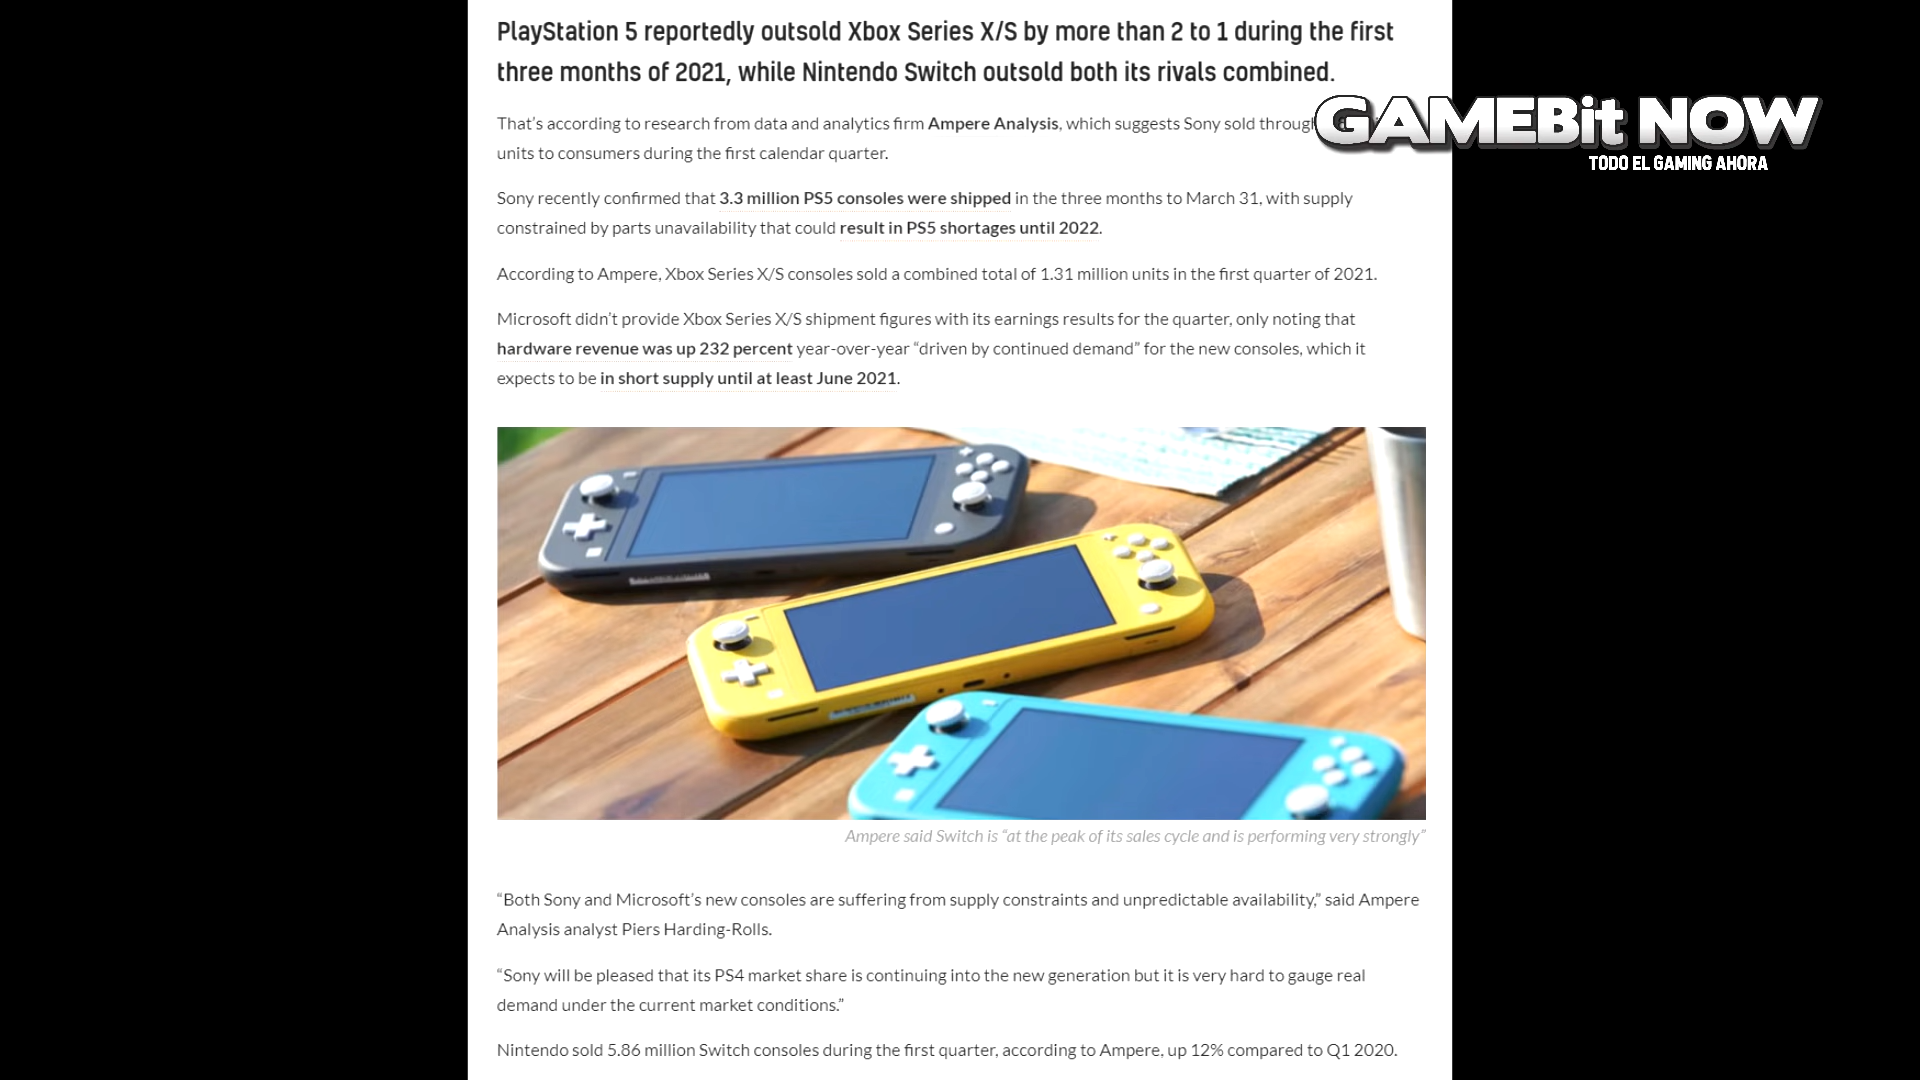 PlayStation 5 reportedly outsold Xbox Series X/S by more than 2 to 1 during the first
three months of 2021, while Nintendo Switch outsold both its rivals combined.
GAMEBit NOW
TODO EL GAMING AHORA
That’s according to research from data and analytics firm Ampere Analysis, which suggests Sony sold through
units to consumers during the first calendar quarter.
Sony recently confirmed that 3.3 million PS5 consoles were shipped in the three months to March 31, with supply
constrained by parts unavailability that could result in PS5 shortages until 2022.
According to Ampere, Xbox Series X/S consoles sold a combined total of 1.31 million units in the first quarter of 2021.
Microsoft didn’t provide Xbox Series X/S shipment figures with its earnings results for the quarter, only noting that
hardware revenue was up 232 percent year-over-year “driven by continued demand” for the new consoles, which it
expects to be in short supply until at least June 2021.
Ampere said Switch is “at the peak of its sales cycle and is performing very strongly”
“Both Sony and Microsoft’s new consoles are suffering from supply constraints and unpredictable availability,” said Ampere
Analysis analyst Piers Harding-Rolls.
“Sony will be pleased that its PS4 market share is continuing into the new generation but it is very hard to gauge real
demand under the current market conditions.”
Nintendo sold 5.86 million Switch consoles during the first quarter, according to Ampere, up 12% compared to Q1 2020.